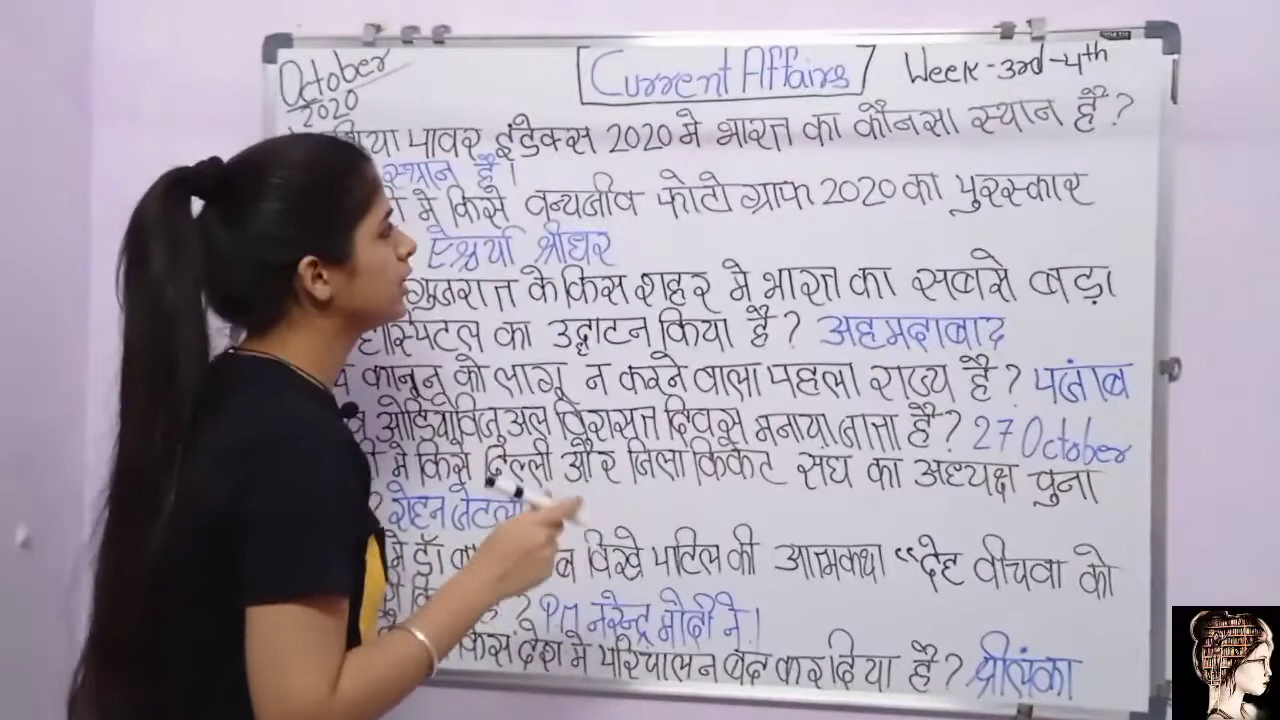 October
2020
Current Affairs
Week-3rd-4th
पावर इंडेक्स 2020 मे भारत का कौनसा स्थान है ?
स्थान है।
मे किसे वन्यजीव फोटोग्राफ 2020 का पुरस्कार
ऐश्वर्या श्रीधर
गुजरात के किस शहर मे भारत का सबसे बड़ा
हास्पिटल का उद्घाटन किया है ? अहमदाबाद
कानून को लागू न करने वाला पहला राज्य है ? पंजाब
ओडियोविजुअल विरासत दिवस मनाया जाता है ? 27 October
मे किसे दिल्ली और जिला क्रिकेट संघ का अध्यक्ष चुना
रोहन जेटली
मे डॉ विखे पाटिल की आत्मकथा “देह वीचवा को
? PM नरेन्द्र मोदी ने।
किस देश मे परिचालन बंद कर दिया है ? श्रीलंका